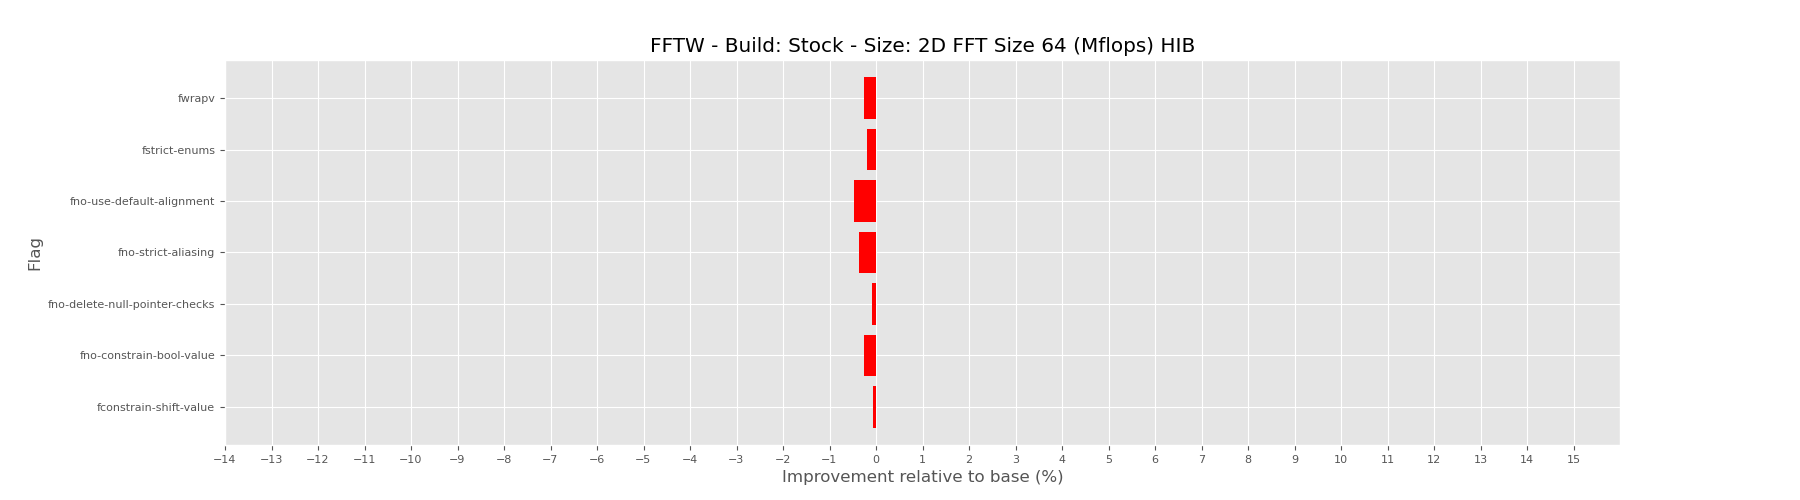 FFTW - Build: Stock - Size: 2D FFT Size 64 (Mflops) HIB
fwrapv
fstrict-enums
fno-use-default-alignment
fno-strict-aliasing
fno-delete-null-pointer-checks
fno-constrain-bool-value
fconstrain-shift-value
Flag
−14 −13 −12 −11 −10 −9 −8 −7 −6 −5 −4 −3 −2 −1 0 1 2 3 4 5 6 7 8 9 10 11 12 13 14 15
Improvement relative to base (%)